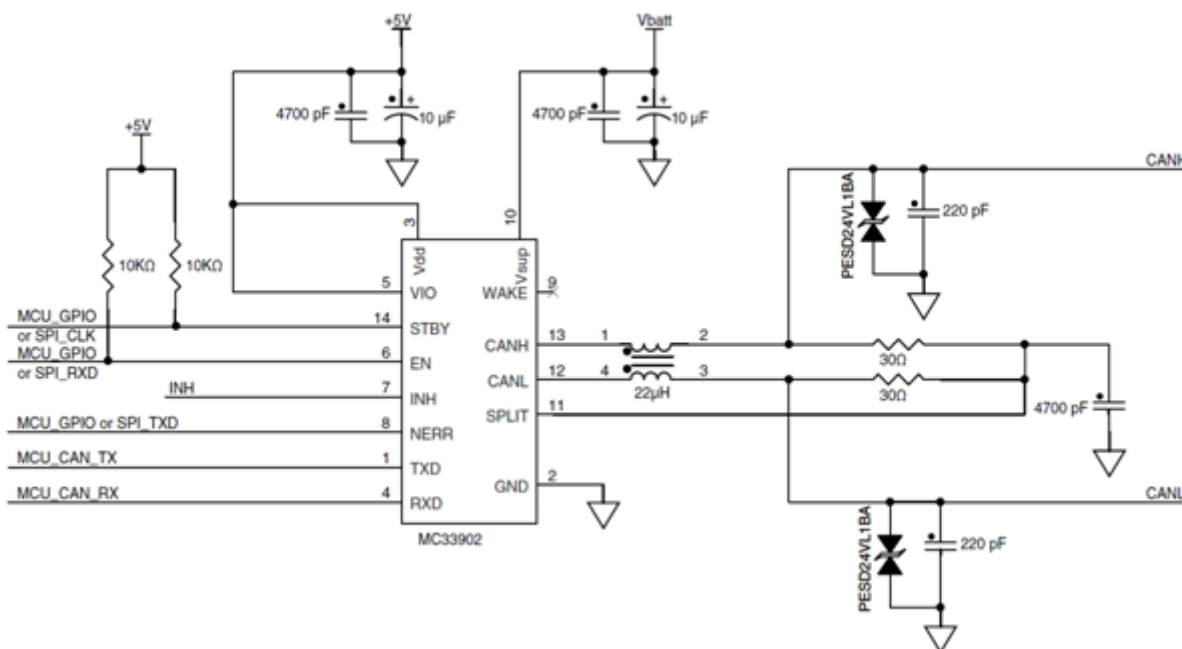 +5V
Vbatt
4700 pF
10 µF
4700 pF
10 µF
+5V
CANH
PESD24VL1BA
220 pF
3
10
10KΩ
10KΩ
Vdd
Vsup
5
VIO
WAKE
9
MCU_GPIO
or SPI_CLK
14
STBY
CANH
13
1
2
30Ω
MCU_GPIO
or SPI_RXD
6
EN
CANL
12
4
3
22µH
30Ω
INH
7
INH
SPLIT
11
4700 pF
MCU_GPIO or SPI_TXD
8
NERR
MCU_CAN_TX
1
TXD
GND
2
MCU_CAN_RX
4
RXD
CANL
MC33902
PESD24VL1BA
220 pF